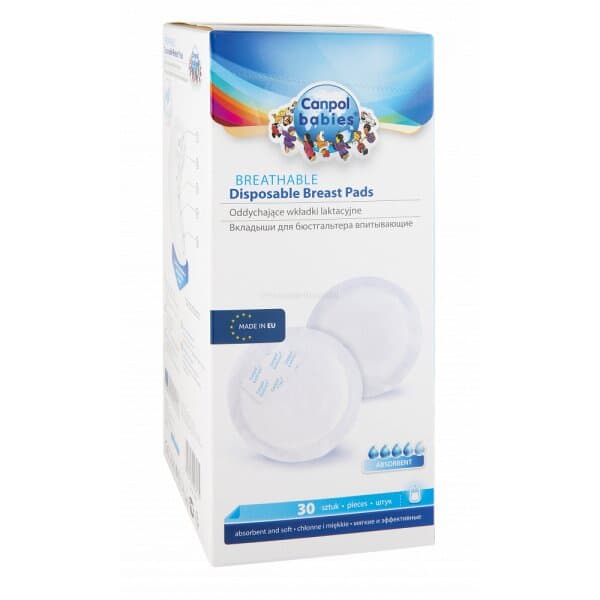 Canpol
babies
BREATHABLE
Disposable Breast Pads
Oddychające wkładki laktacyjne
Вкладыши для бюстгальтера впитывающие
MADE IN EU
ABSORBENT
30 sztuk • pieces • штук
absorbent and soft • chłonne i miękkie • мягкие и эффективные